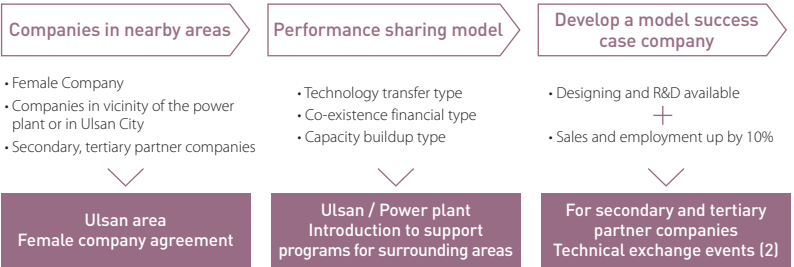 Companies in nearby areas
• Female Company
• Companies in vicinity of the power
plant or in Ulsan City
• Secondary, tertiary partner companies
Ulsan area
Female company agreement
Performance sharing model
• Technology transfer type
• Co-existence financial type
• Capacity buildup type
Ulsan / Power plant
Introduction to support
programs for surrounding areas
Develop a model success
case company
• Designing and R&D available
+
• Sales and employment up by 10%
For secondary and tertiary
partner companies
Technical exchange events (2)